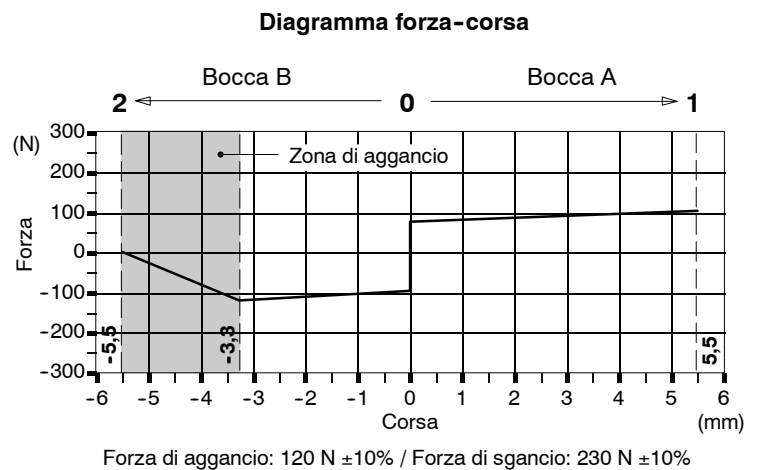 Diagramma forza-corsa
Bocca B Bocca A
2 0 1
(N)
300
Zona di aggancio
200
100
Forza
0
-100
-200
-300
-5,5 -3,3 5,5
-6 -5 -4 -3 -2 -1 0 1 2 3 4 5 6
Corsa (mm)
Forza di aggancio: 120 N ±10% / Forza di sgancio: 230 N ±10%